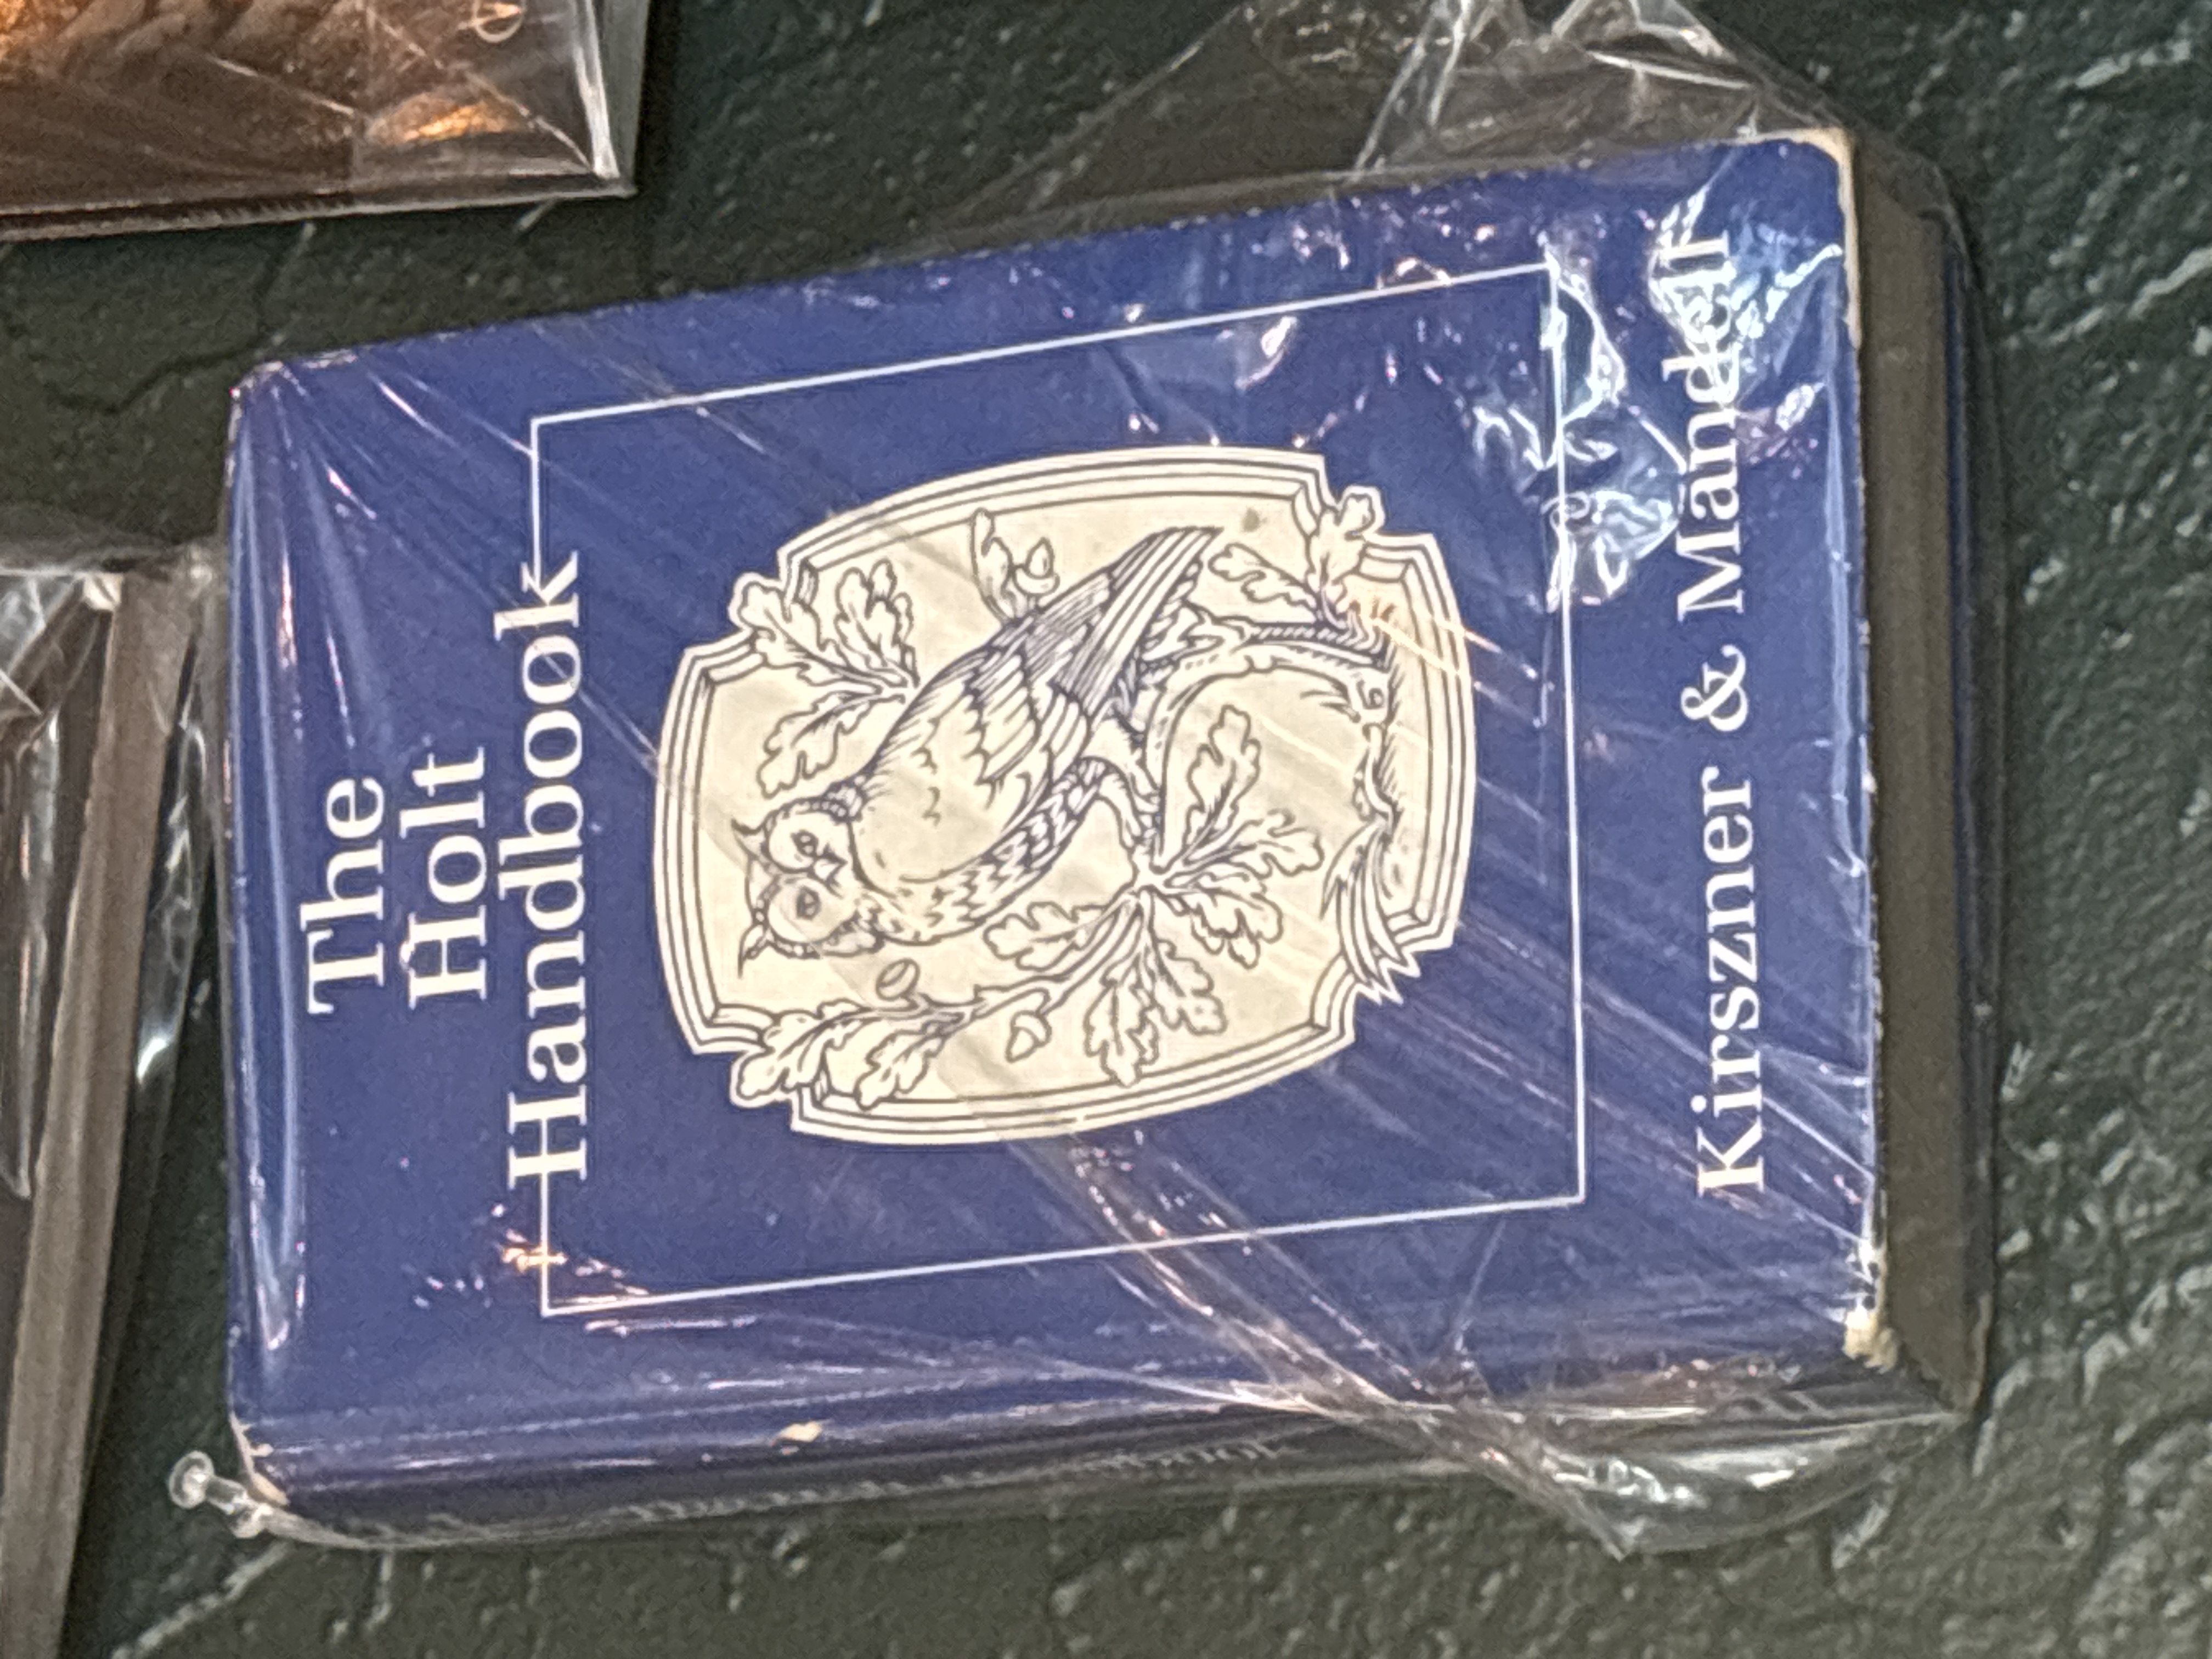 The
Holt
Handbook
Kirszner & Mandell